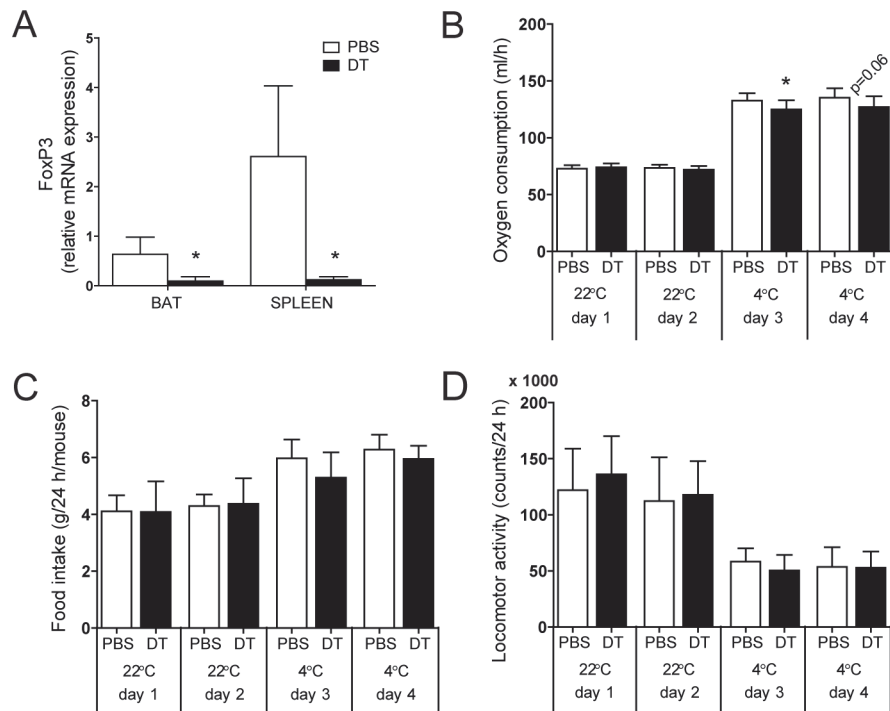 A
FoxP3
(relative mRNA expression)
5
4
3
2
1
0
PBS
DT
*
*
BAT
SPLEEN
B
Oxygen consumption (ml/h)
200
150
100
50
0
*
p=0.06
PBS DT PBS DT PBS DT PBS DT
22°C 22°C 4°C 4°C
day 1 day 2 day 3 day 4
C
Food intake (g/24 h/mouse)
8
6
4
2
0
PBS DT PBS DT PBS DT PBS DT
22°C 22°C 4°C 4°C
day 1 day 2 day 3 day 4
D
x 1000
Locomotor activity (counts/24 h)
200
150
100
50
0
PBS DT PBS DT PBS DT PBS DT
22°C 22°C 4°C 4°C
day 1 day 2 day 3 day 4